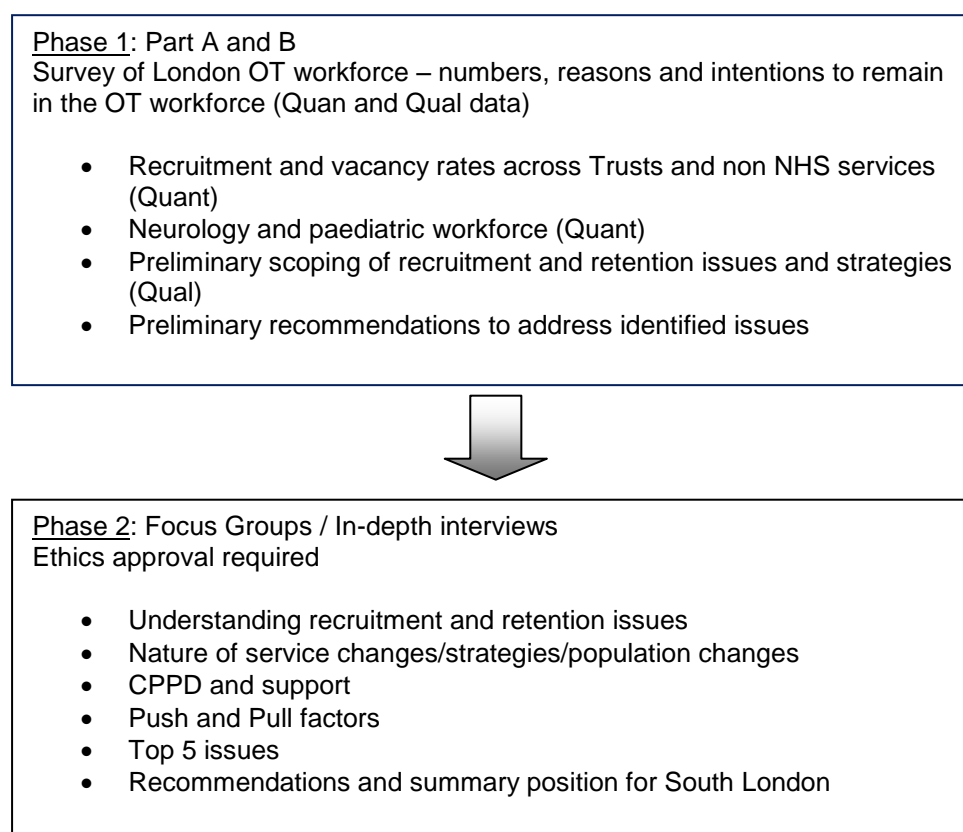 Phase 1: Part A and B
Survey of London OT workforce – numbers, reasons and intentions to remain
in the OT workforce (Quan and Qual data)
• Recruitment and vacancy rates across Trusts and non NHS services
(Quant)
• Neurology and paediatric workforce (Quant)
• Preliminary scoping of recruitment and retention issues and strategies
(Qual)
• Preliminary recommendations to address identified issues
Phase 2: Focus Groups / In-depth interviews
Ethics approval required
• Understanding recruitment and retention issues
• Nature of service changes/strategies/population changes
• CPPD and support
• Push and Pull factors
• Top 5 issues
• Recommendations and summary position for South London